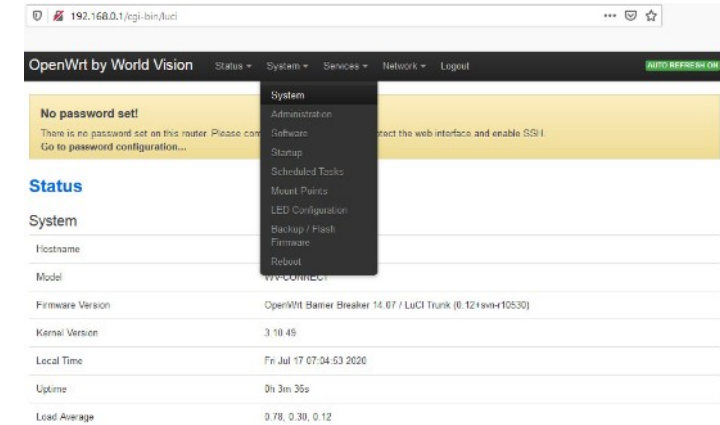 192.168.0.1/cgi-bin/luci
OpenWrt by World Vision Status System Services Network Logout AUTO REFRESH ON
System
Administration
Software
Startup
Scheduled Tasks
Mount Points
LED Configuration
Backup / Flash
Firmware
Reboot
No password set!
There is no password set on this router. Please con tect the web interface and enable SSH.
Go to password configuration...
Status
System
Hostname
Model WV-CONNECT
Firmware Version OpenWrt Barrier Breaker 14.07 / LuCI Trunk (0.12+svn-r10530)
Kernel Version 3.10.49
Local Time Fri Jul 17 07:04:53 2020
Uptime 0h 3m 36s
Load Average 0.78, 0.30, 0.12